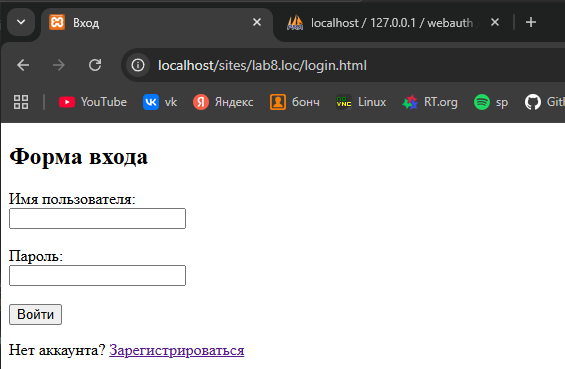 Вход
localhost / 127.0.0.1 / webauth
localhost/sites/lab8.loc/login.html
YouTube
vk
Яндекс
бонч
Linux
RT.org
sp
Gitl
Форма входа
Имя пользователя:
Пароль:
Войти
Нет аккаунта? Зарегистрироваться